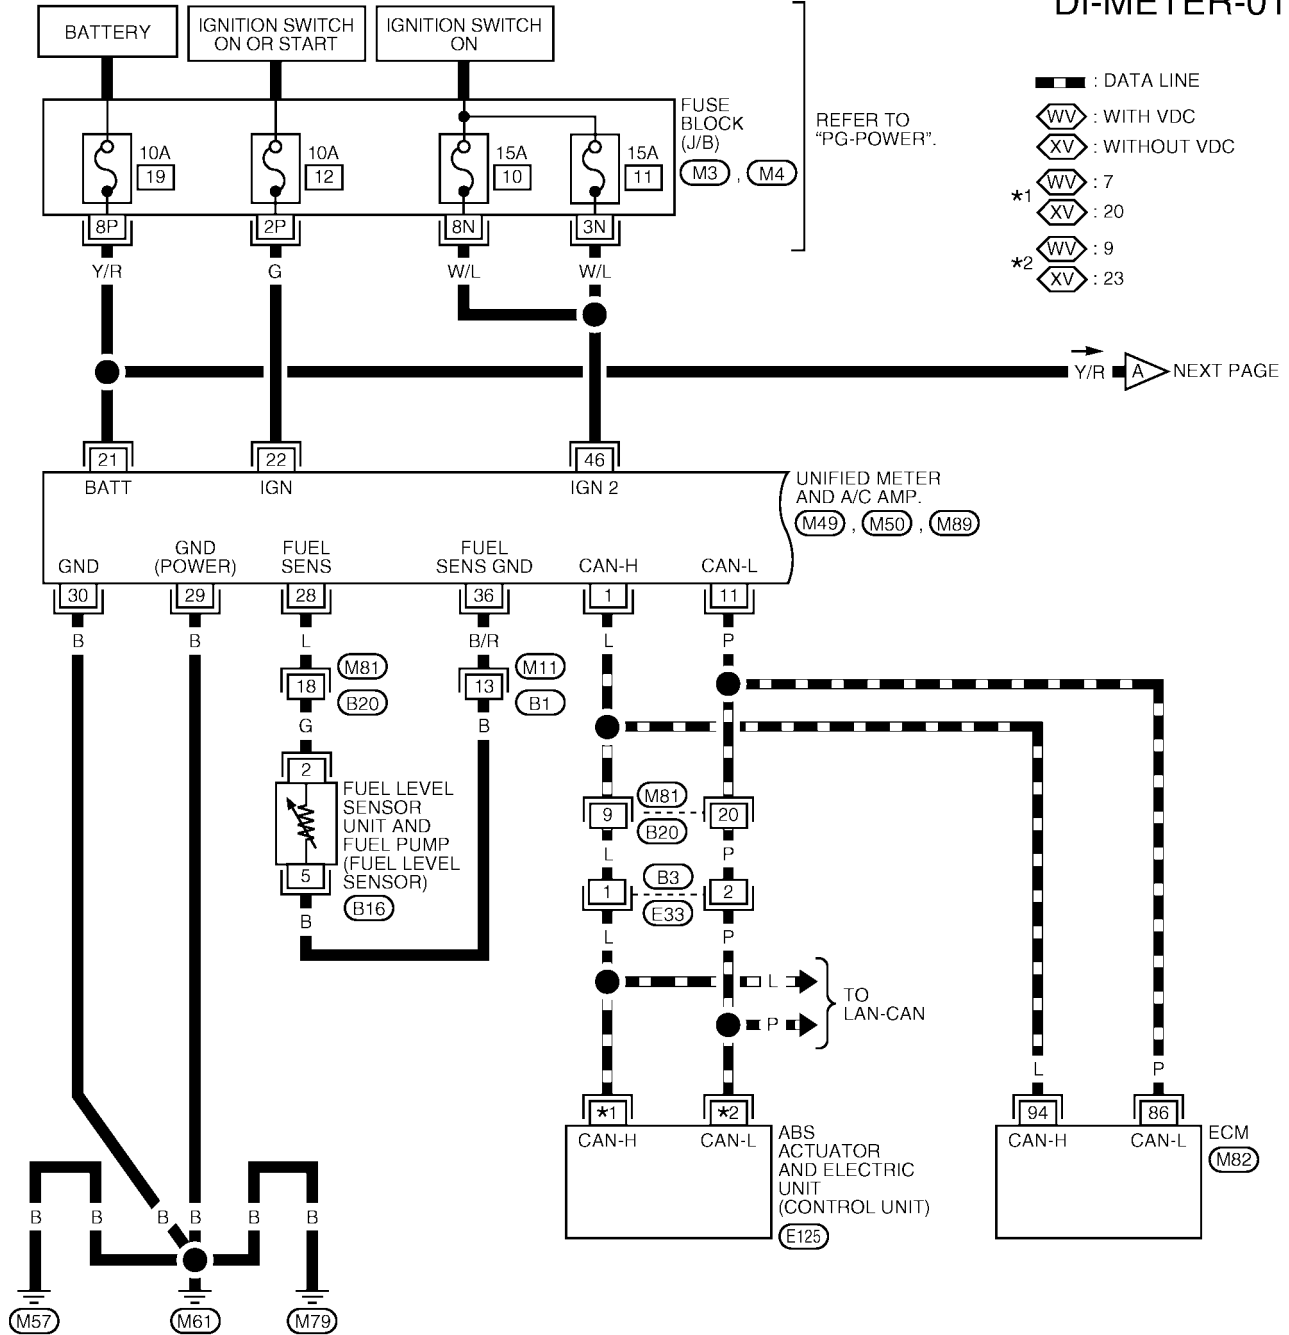 DI-METER-01
BATTERY
IGNITION SWITCH
ON OR START
IGNITION SWITCH
ON
: DATA LINE
WV : WITH VDC
XV : WITHOUT VDC
*1 WV : 7
XV : 20
*2 WV : 9
XV : 23
FUSE
BLOCK
(J/B)
M3 , M4
REFER TO
“PG-POWER”.
10A
19
10A
12
15A
10
15A
11
8P
2P
8N
3N
Y/R
G
W/L
W/L
Y/R
A
NEXT PAGE
21
22
46
BATT
IGN
IGN 2
UNIFIED METER
AND A/C AMP.
M49 , M50 , M89
GND
GND
(POWER)
FUEL
SENS
FUEL
SENS GND
CAN-H
CAN-L
30
29
28
36
1
11
B
B
L
B/R
L
P
M81
18
B20
M11
13
B1
G
B
2
FUEL LEVEL
SENSOR
UNIT AND
FUEL PUMP
(FUEL LEVEL
SENSOR)
5
B16
B
M81
9
20
B20
L
P
B3
1
2
E33
L
P
L
P
TO
LAN-CAN
L
P
*1
*2
94
86
CAN-H
CAN-L
ABS
ACTUATOR
AND ELECTRIC
UNIT
(CONTROL UNIT)
E125
CAN-H
CAN-L
ECM
M82
B
B
B
B
B
B
M57
M61
M79